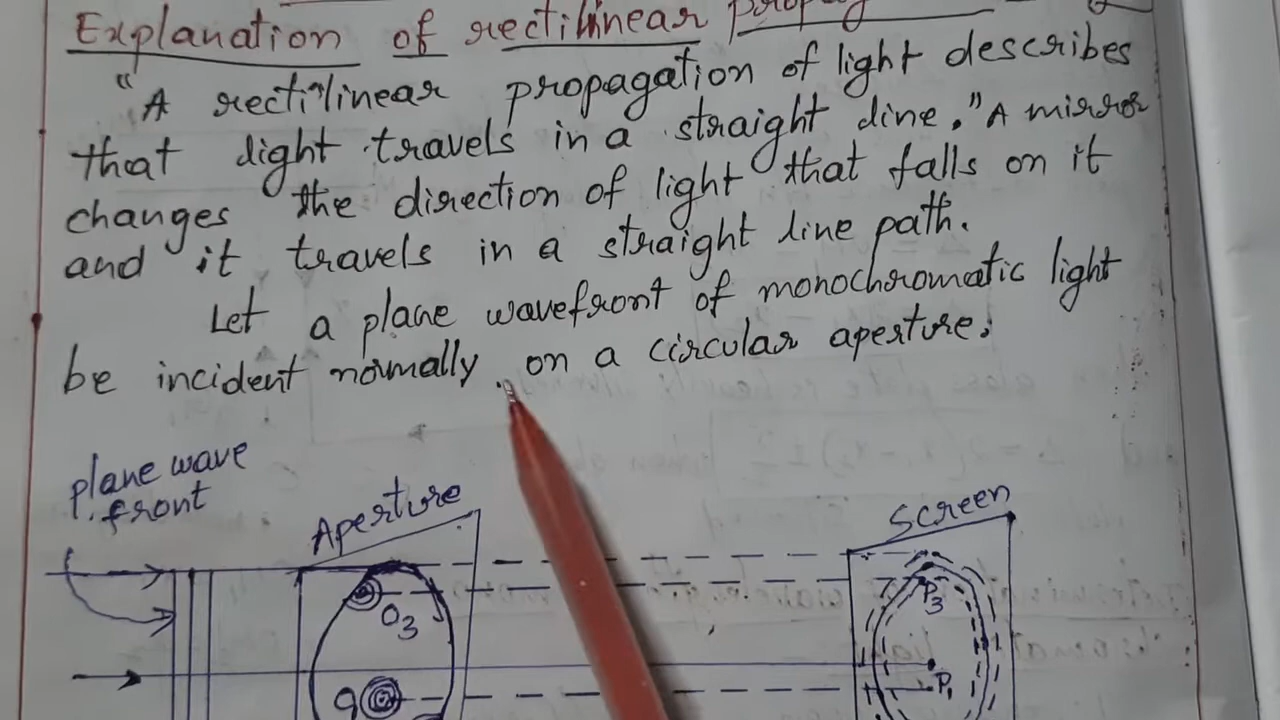 Explanation of rectilinear
"A rectilinear propagation of light describes
that light travels in a straight line." A mirror
changes the direction of light that falls on it
and it travels in a straight line path.
Let a plane wavefront of monochromatic light
be incident normally on a circular aperture.
plane wave
front
Aperture
Screen
O3
P3
P1